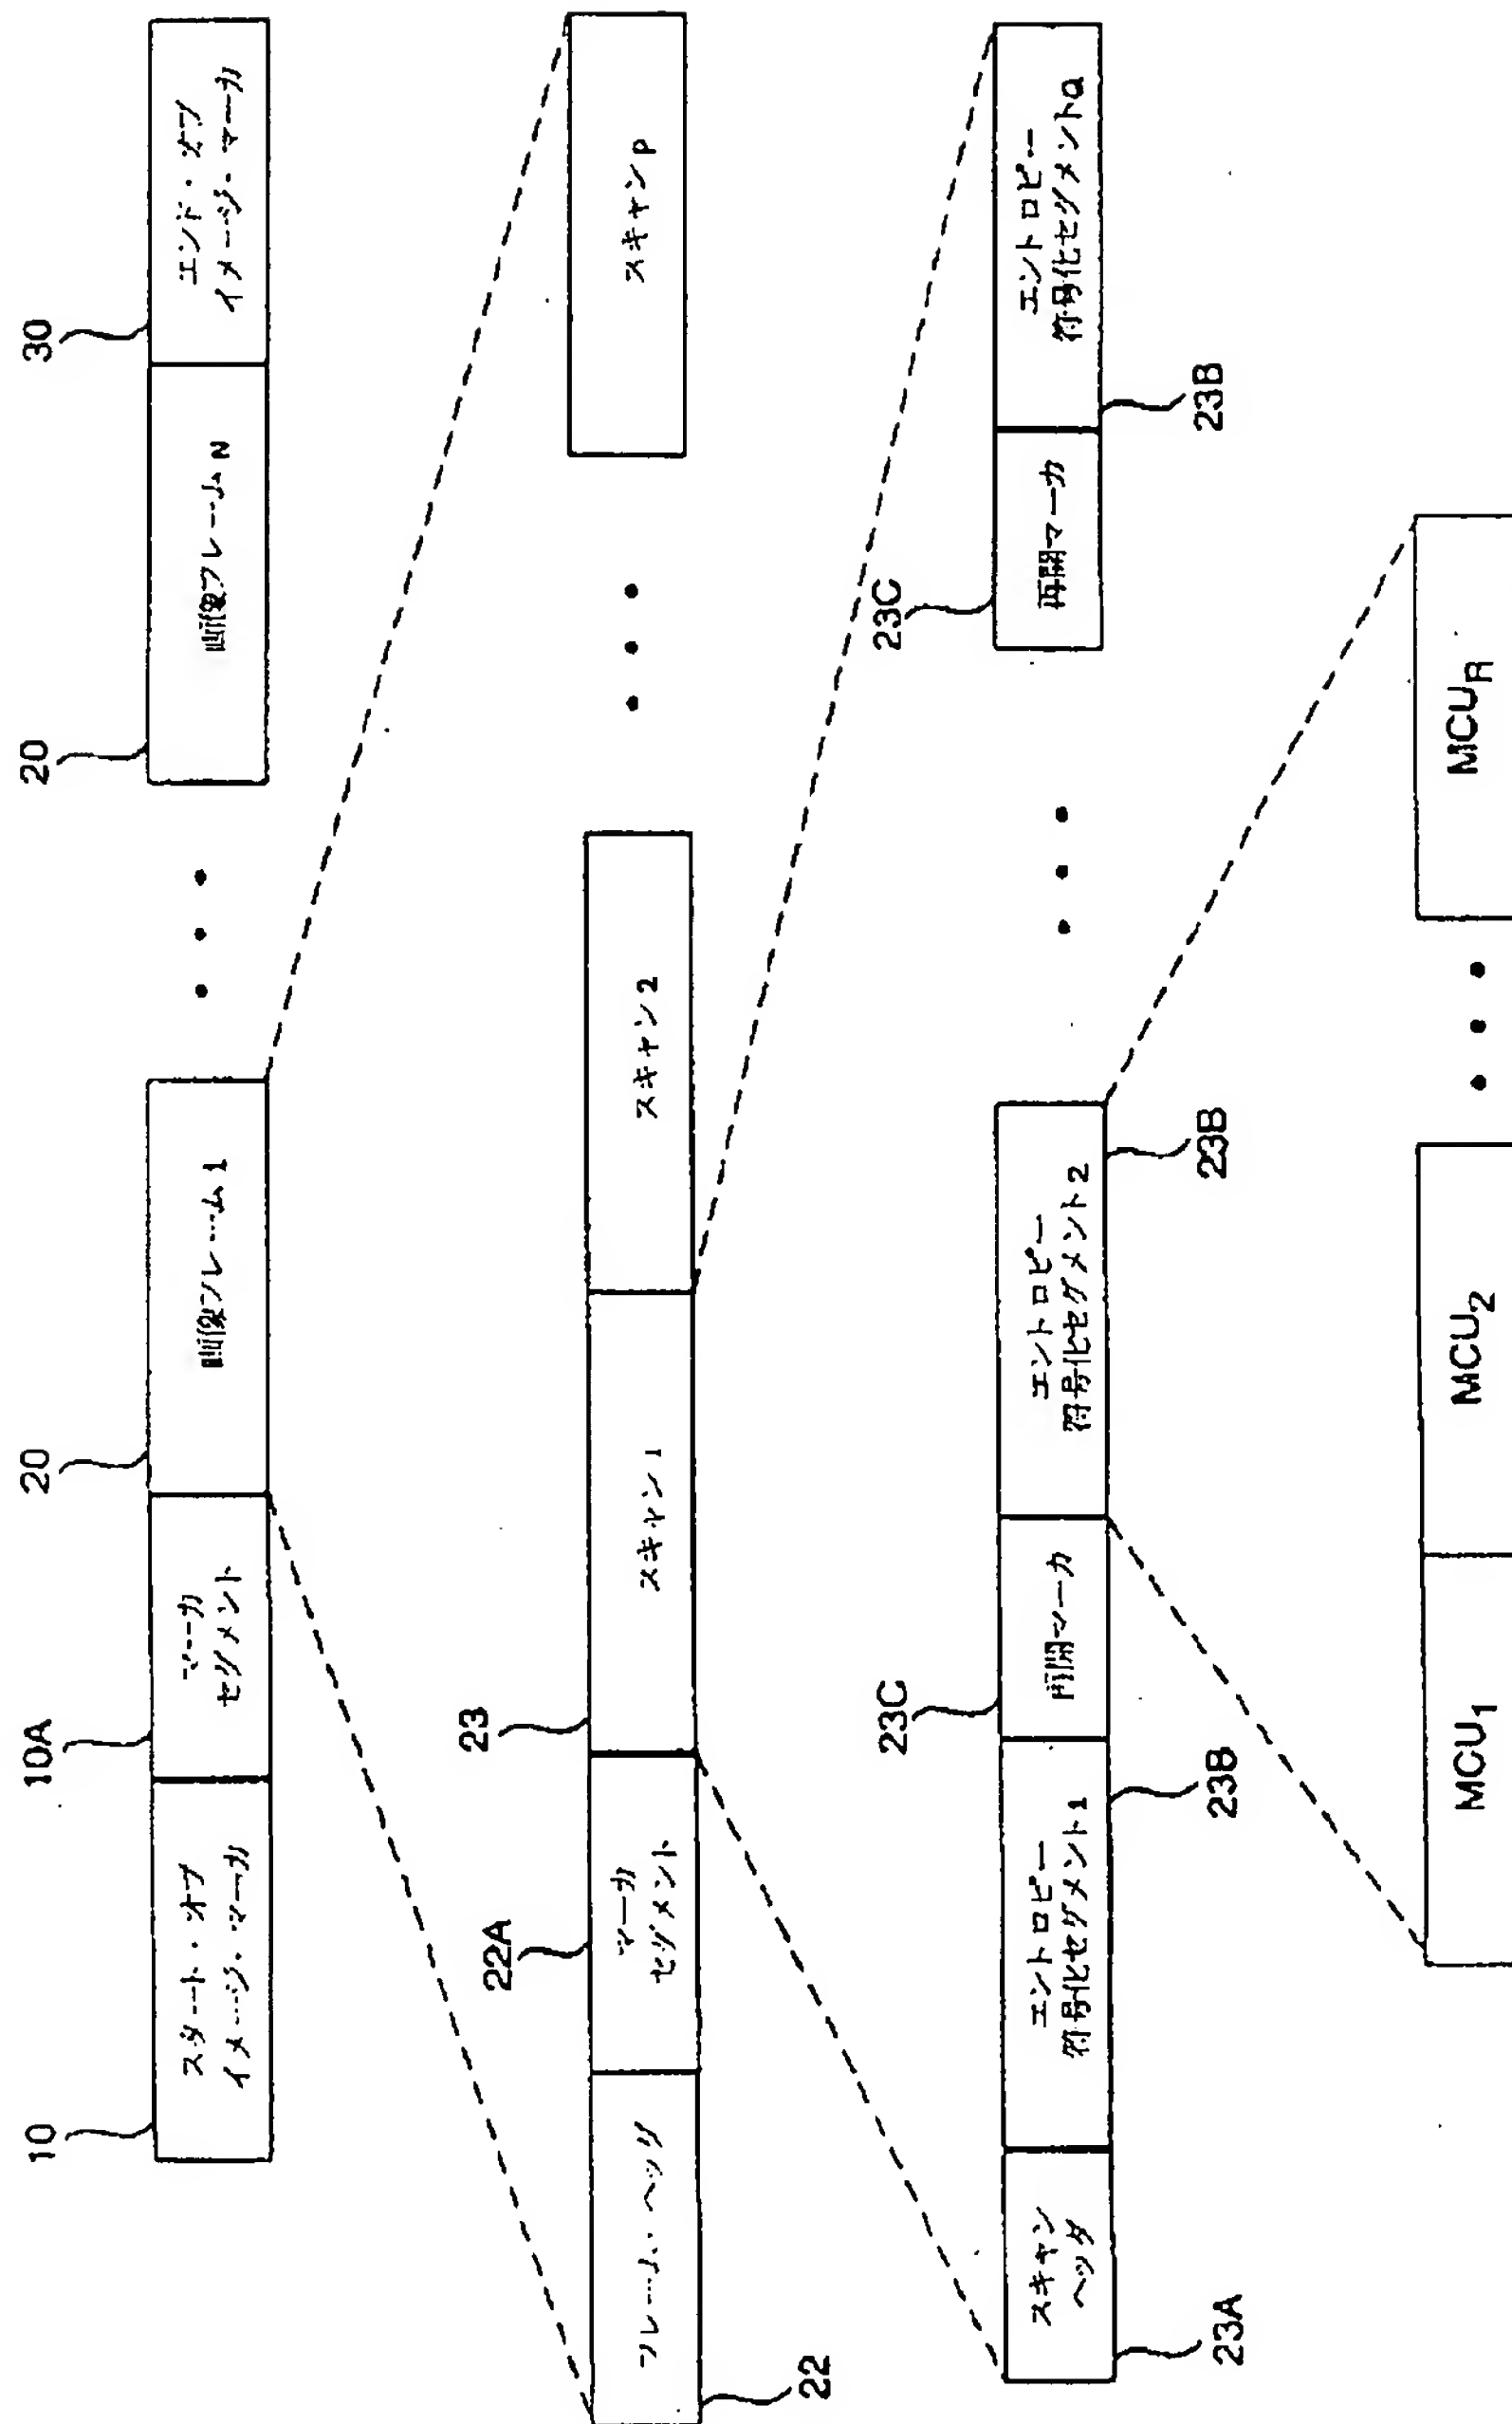 10
10A
20
20
30
スタート・オブ
イメージ・マーカ
マーカ
セグメント
画像フレーム1
画像フレームN
エンド・オブ
イメージ・マーカ
22A
23
フレーム・ヘッダ
マーカ
セグメント
スキャン1
スキャン2
スキャンp
22
23C
23C
スキャン
ヘッダ
エントロピー
符号化セグメント1
再開マーカ
エントロピー
符号化セグメント2
再開マーカ
エントロピー
符号化セグメントQ
23A
23B
23B
23B
MCU1
MCU2
MCUR